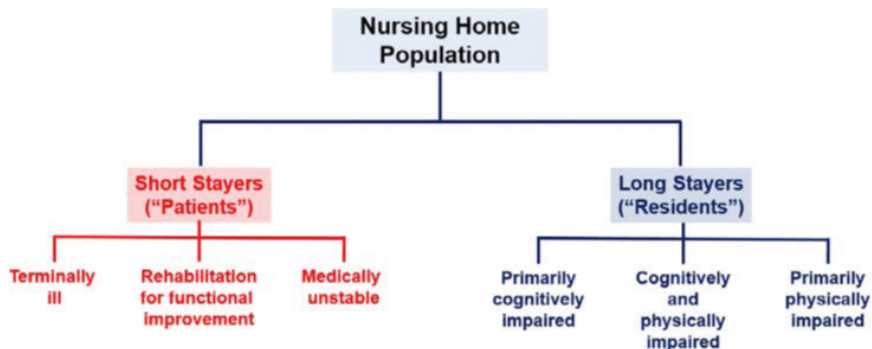 Nursing Home
Population
Short Stayers
(“Patients”)
Long Stayers
(“Residents”)
Terminally
ill
Rehabilitation
for functional
improvement
Medically
unstable
Primarily
cognitively
impaired
Cognitively
and
physically
impaired
Primarily
physically
impaired